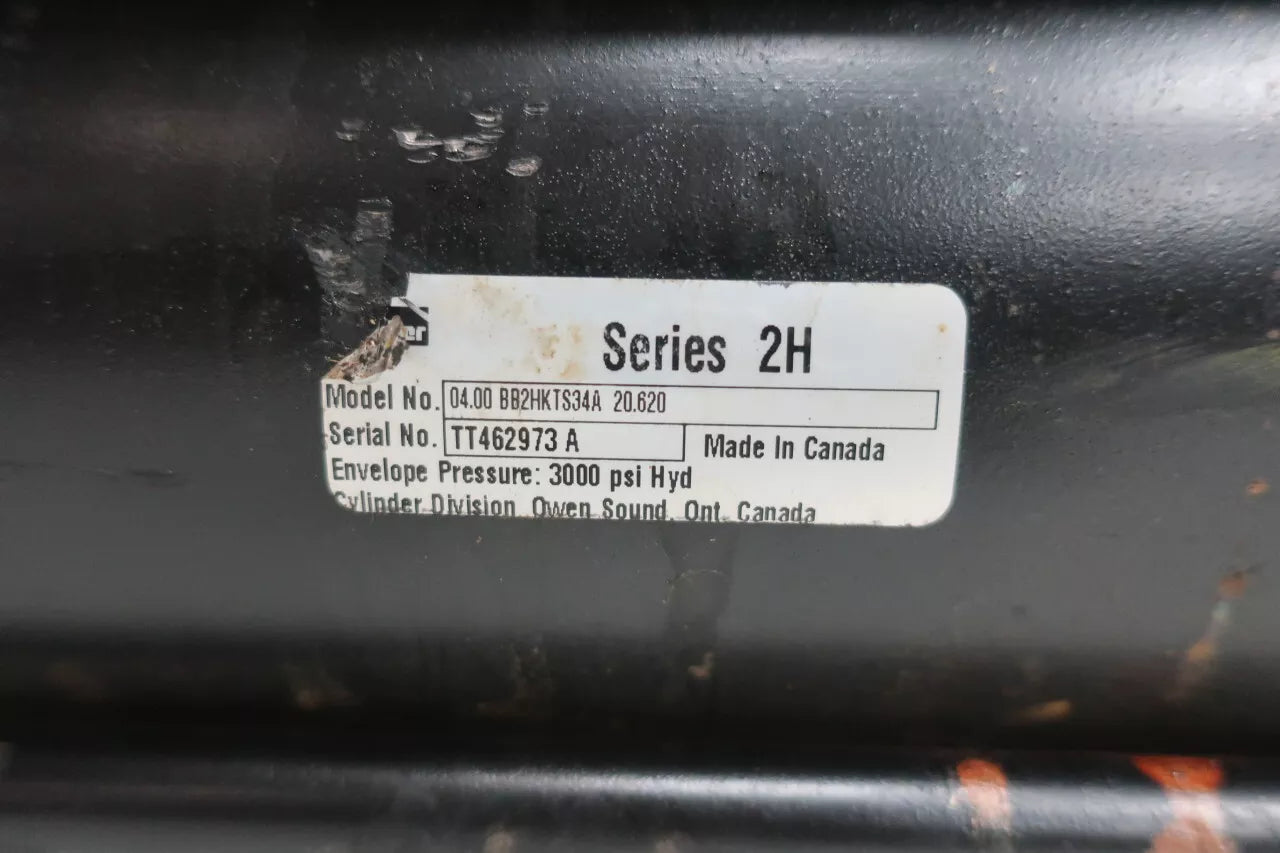 er
Series 2H
Model No. 04.00 BB2HKTS34A 20.620
Serial No. TT462973 A Made In Canada
Envelope Pressure: 3000 psi Hyd
Cylinder Division Owen Sound, Ont. Canada